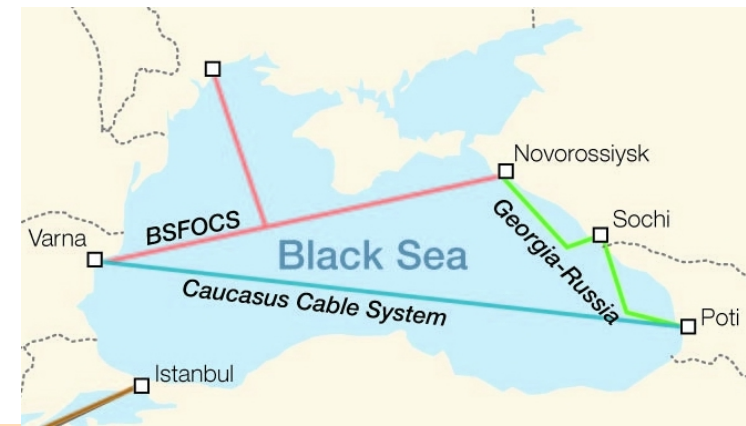 Novorossiysk
Sochi
Georgia-Russia
BSFOCS
Varna
Black Sea
Caucasus Cable System
Poti
Istanbul